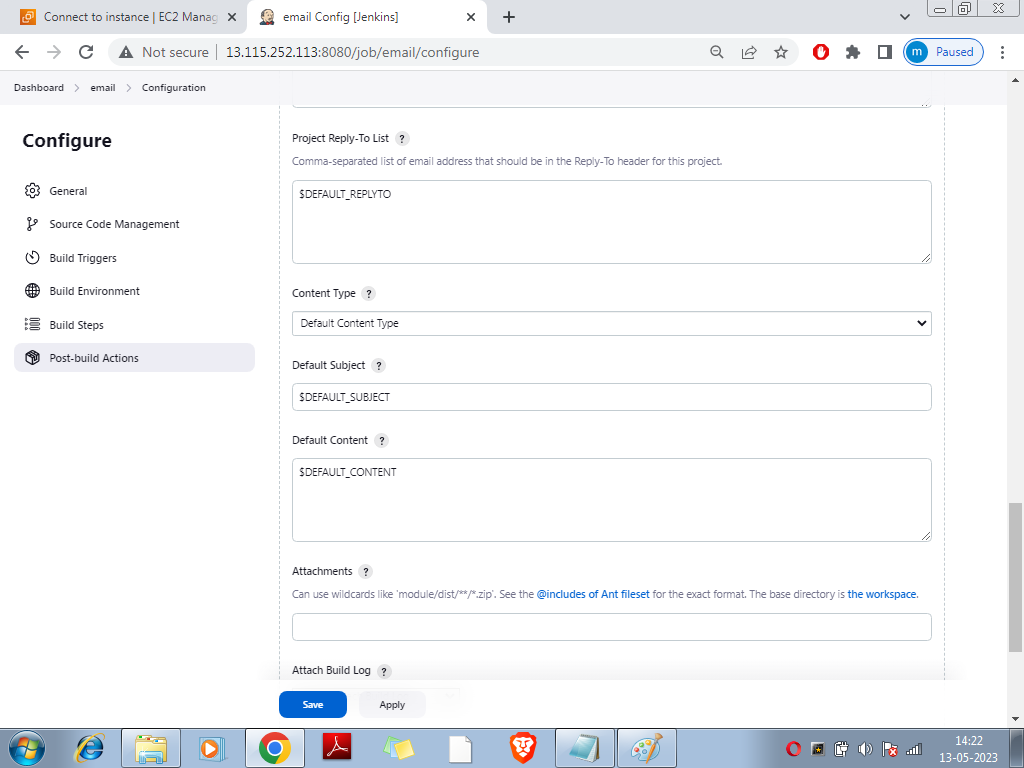 Connect to instance | EC2 Manag
email Config [Jenkins]
Not secure
13.115.252.113:8080/job/email/configure
m
Paused
Dashboard
email
Configuration
Configure
General
Source Code Management
Build Triggers
Build Environment
Build Steps
Post-build Actions
Project Reply-To List ?
Comma-separated list of email address that should be in the Reply-To header for this project.
$DEFAULT_REPLYTO
Content Type ?
Default Content Type
Default Subject ?
$DEFAULT_SUBJECT
Default Content ?
$DEFAULT_CONTENT
Attachments ?
Can use wildcards like 'module/dist/**/*.zip'. See the @includes of Ant fileset for the exact format. The base directory is the workspace.
Attach Build Log ?
Save
Apply
14:22
13-05-2023